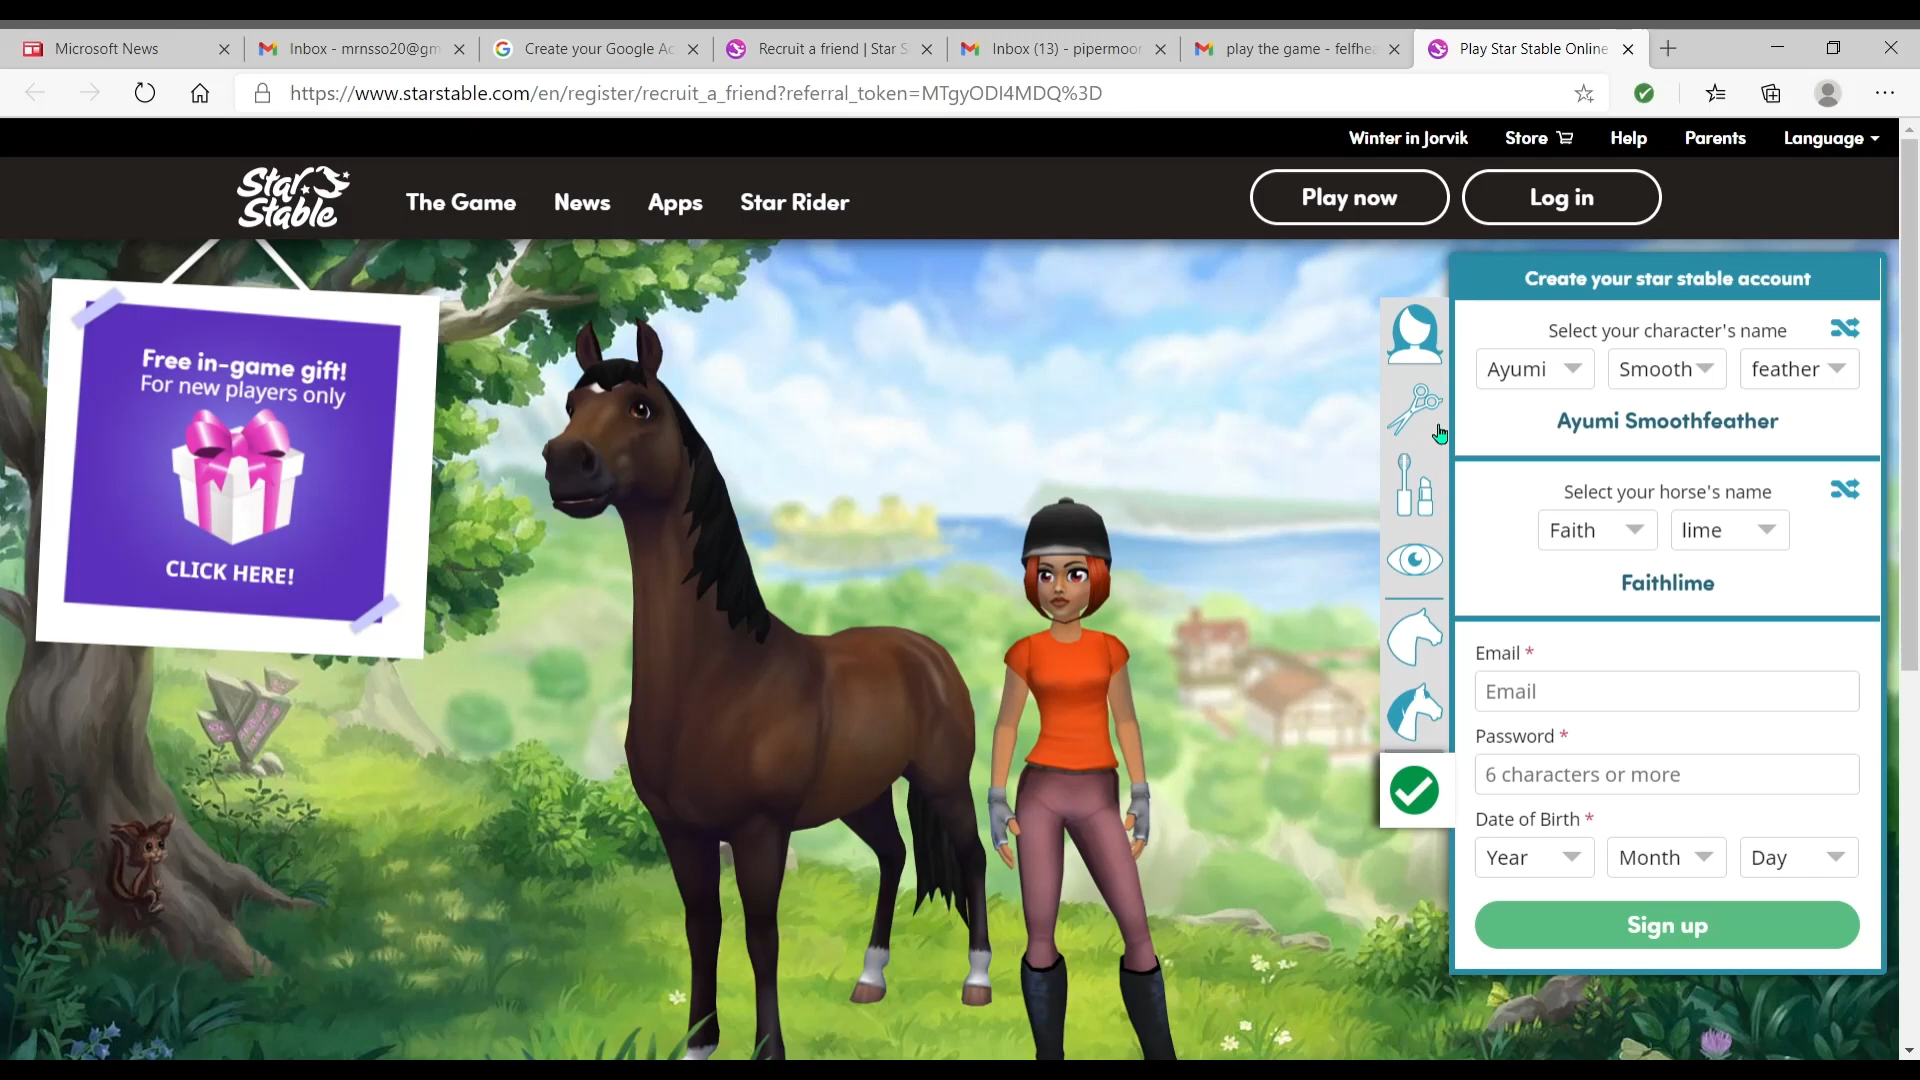 Microsoft News
Inbox - mrnsso20@gm
Create your Google Ac
Recruit a friend | Star S
Inbox (13) - pipermoor
play the game - felfhea
Play Star Stable Online
https://www.starstable.com/en/register/recruit_a_friend?referral_token=MTgyODI4MDQ%3D
Winter in Jorvik
Store
Help
Parents
Language
Star Stable
The Game
News
Apps
Star Rider
Play now
Log in
Free in-game gift!
For new players only
CLICK HERE!
Create your star stable account
Select your character's name
Ayumi
Smooth
feather
Ayumi Smoothfeather
Select your horse's name
Faith
lime
Faithlime
Email *
Email
Password *
6 characters or more
Date of Birth *
Year
Month
Day
Sign up